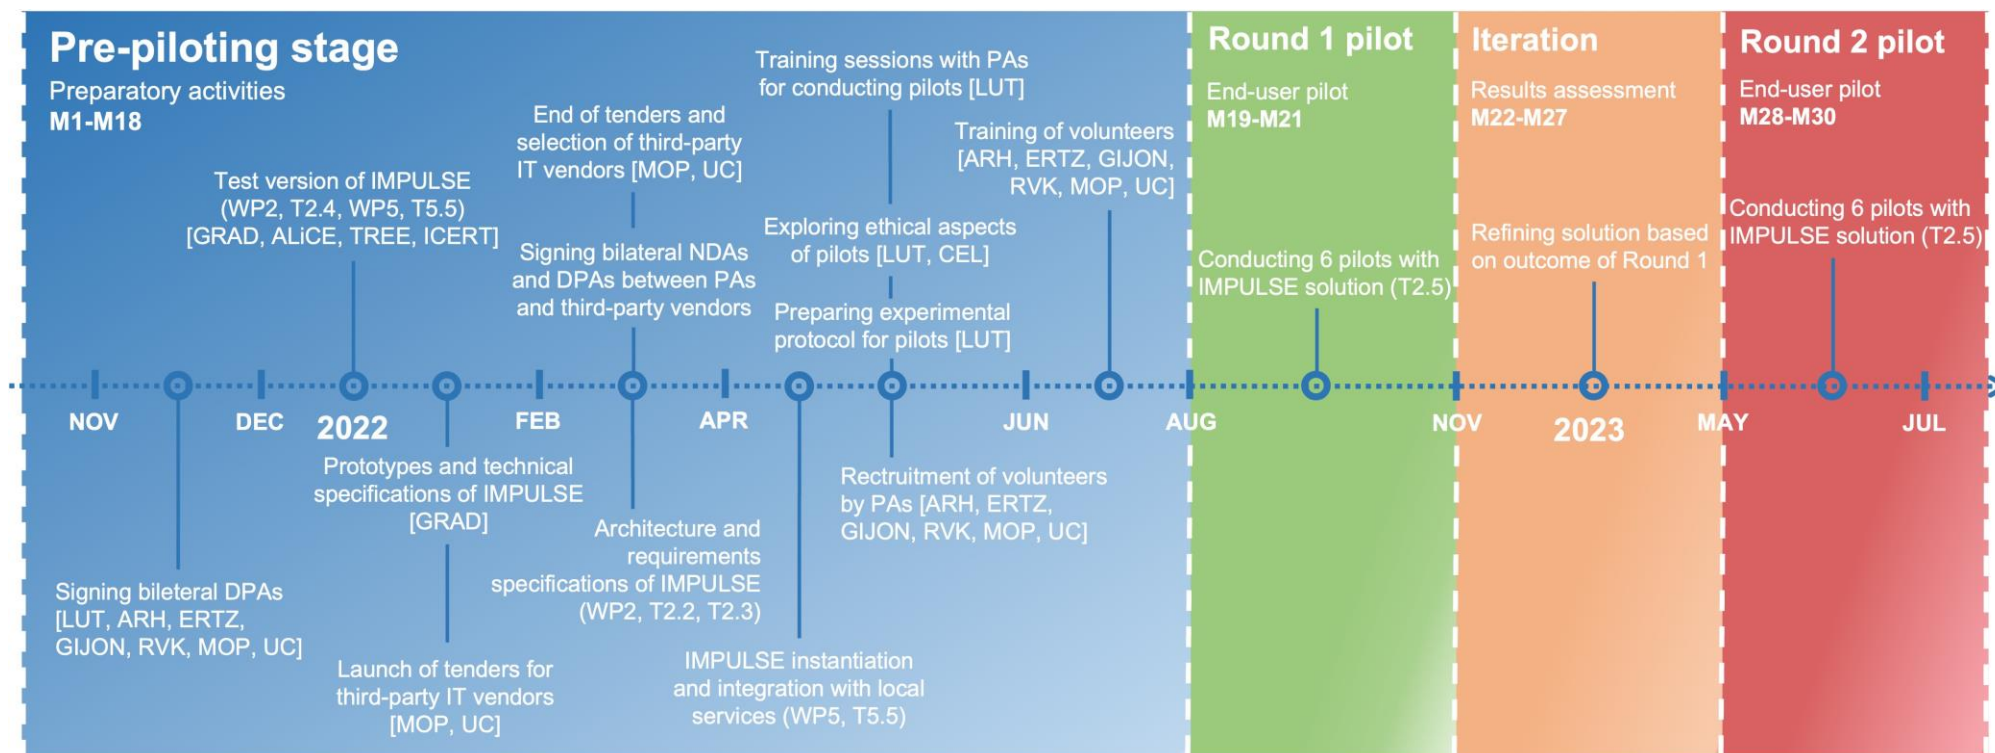 Pre-piloting stage
Preparatory activities
M1-M18
Test version of IMPULSE
(WP2, T2.4, WP5, T5.5)
[GRAD, ALiCE, TREE, ICERT]
End of tenders and
selection of third-party
IT vendors [MOP, UC]
Signing bilateral NDAs
and DPAs between PAs
and third-party vendors
Training sessions with PAs
for conducting pilots [LUT]
Exploring ethical aspects
of pilots [LUT, CEL]
Preparing experimental
protocol for pilots [LUT]
Training of volunteers
[ARH, ERTZ, GIJON,
RVK, MOP, UC]
Round 1 pilot
End-user pilot
M19-M21
Conducting 6 pilots with
IMPULSE solution (T2.5)
Iteration
Results assessment
M22-M27
Refining solution based
on outcome of Round 1
Round 2 pilot
End-user pilot
M28-M30
Conducting 6 pilots with
IMPULSE solution (T2.5)
NOV
DEC
2022
FEB
APR
JUN
AUG
NOV
2023
MAY
JUL
Signing bileteral DPAs
[LUT, ARH, ERTZ,
GIJON, RVK, MOP, UC]
Prototypes and technical
specifications of IMPULSE
[GRAD]
Launch of tenders for
third-party IT vendors
[MOP, UC]
Architecture and
requirements
specifications of IMPULSE
(WP2, T2.2, T2.3)
IMPULSE instantiation
and integration with local
services (WP5, T5.5)
Rectruitment of volunteers
by PAs [ARH, ERTZ,
GIJON, RVK, MOP, UC]